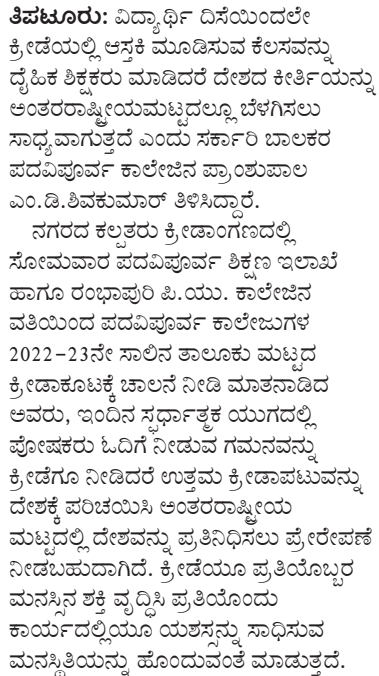 ತಿಪಟೂರು: ವಿದ್ಯಾರ್ಥಿ ದಿಸೆಯಿಂದಲೇ
ಕ್ರೀಡೆಯಲ್ಲಿ ಆಸ್ತಕಿ ಮೂಡಿಸುವ ಕೆಲಸವನ್ನು
ದೈಹಿಕ ಶಿಕ್ಷಕರು ಮಾಡಿದರೆ ದೇಶದ ಕೀರ್ತಿಯನ್ನು
ಅಂತರರಾಷ್ಟ್ರೀಯಮಟ್ಟದಲ್ಲೂ ಬೆಳಗಿಸಲು
ಸಾಧ್ಯವಾಗುತ್ತದೆ ಎಂದು ಸರ್ಕಾರಿ ಬಾಲಕರ
ಪದವಿಪೂರ್ವ ಕಾಲೇಜಿನ ಪ್ರಾಂಶುಪಾಲ
ಎಂ.ಡಿ.ಶಿವಕುಮಾರ್ ತಿಳಿಸಿದ್ದಾರೆ.
ನಗರದ ಕಲ್ಪತರು ಕ್ರೀಡಾಂಗಣದಲ್ಲಿ
ಸೋಮವಾರ ಪದವಿಪೂರ್ವ ಶಿಕ್ಷಣ ಇಲಾಖೆ
ಹಾಗೂ ರಂಭಾಪುರಿ ಪಿ.ಯು. ಕಾಲೇಜಿನ
ವತಿಯಿಂದ ಪದವಿಪೂರ್ವ ಕಾಲೇಜುಗಳ
2022-23ನೇ ಸಾಲಿನ ತಾಲೂಕು ಮಟ್ಟದ
ಕ್ರೀಡಾಕೂಟಕ್ಕೆ ಚಾಲನೆ ನೀಡಿ ಮಾತನಾಡಿದ
ಅವರು, ಇಂದಿನ ಸ್ಪರ್ಧಾತ್ಮಕ ಯುಗದಲ್ಲಿ
ಪೋಷಕರು ಓದಿಗೆ ನೀಡುವ ಗಮನವನ್ನು
ಕ್ರೀಡೆಗೂ ನೀಡಿದರೆ ಉತ್ತಮ ಕ್ರೀಡಾಪಟುವನ್ನು
ದೇಶಕ್ಕೆ ಪರಿಚಯಿಸಿ ಅಂತರರಾಷ್ಟ್ರೀಯ
ಮಟ್ಟದಲ್ಲಿ ದೇಶವನ್ನು ಪ್ರತಿನಿಧಿಸಲು ಪ್ರೇರೇಪಣೆ
ನೀಡಬಹುದಾಗಿದೆ. ಕ್ರೀಡೆಯೂ ಪ್ರತಿಯೊಬ್ಬರ
ಮನಸ್ಸಿನ ಶಕ್ತಿ ವೃದ್ಧಿಸಿ ಪ್ರತಿಯೊಂದು
ಕಾರ್ಯದಲ್ಲಿಯೂ ಯಶಸ್ಸನ್ನು ಸಾಧಿಸುವ
ಮನಸ್ಥಿತಿಯನ್ನು ಹೊಂದುವಂತೆ ಮಾಡುತ್ತದೆ.